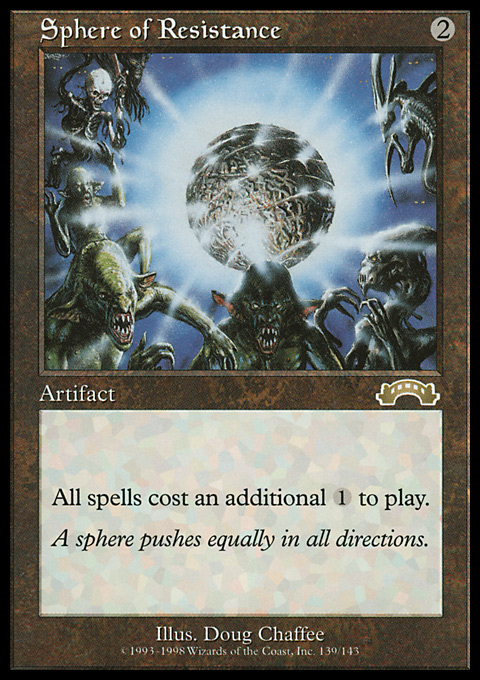 Sphere of Resistance 2
Artifact
All spells cost an additional 1 to play.
A sphere pushes equally in all directions.
Illus. Doug Chaffee
©1993-1998 Wizards of the Coast, Inc. 139/143